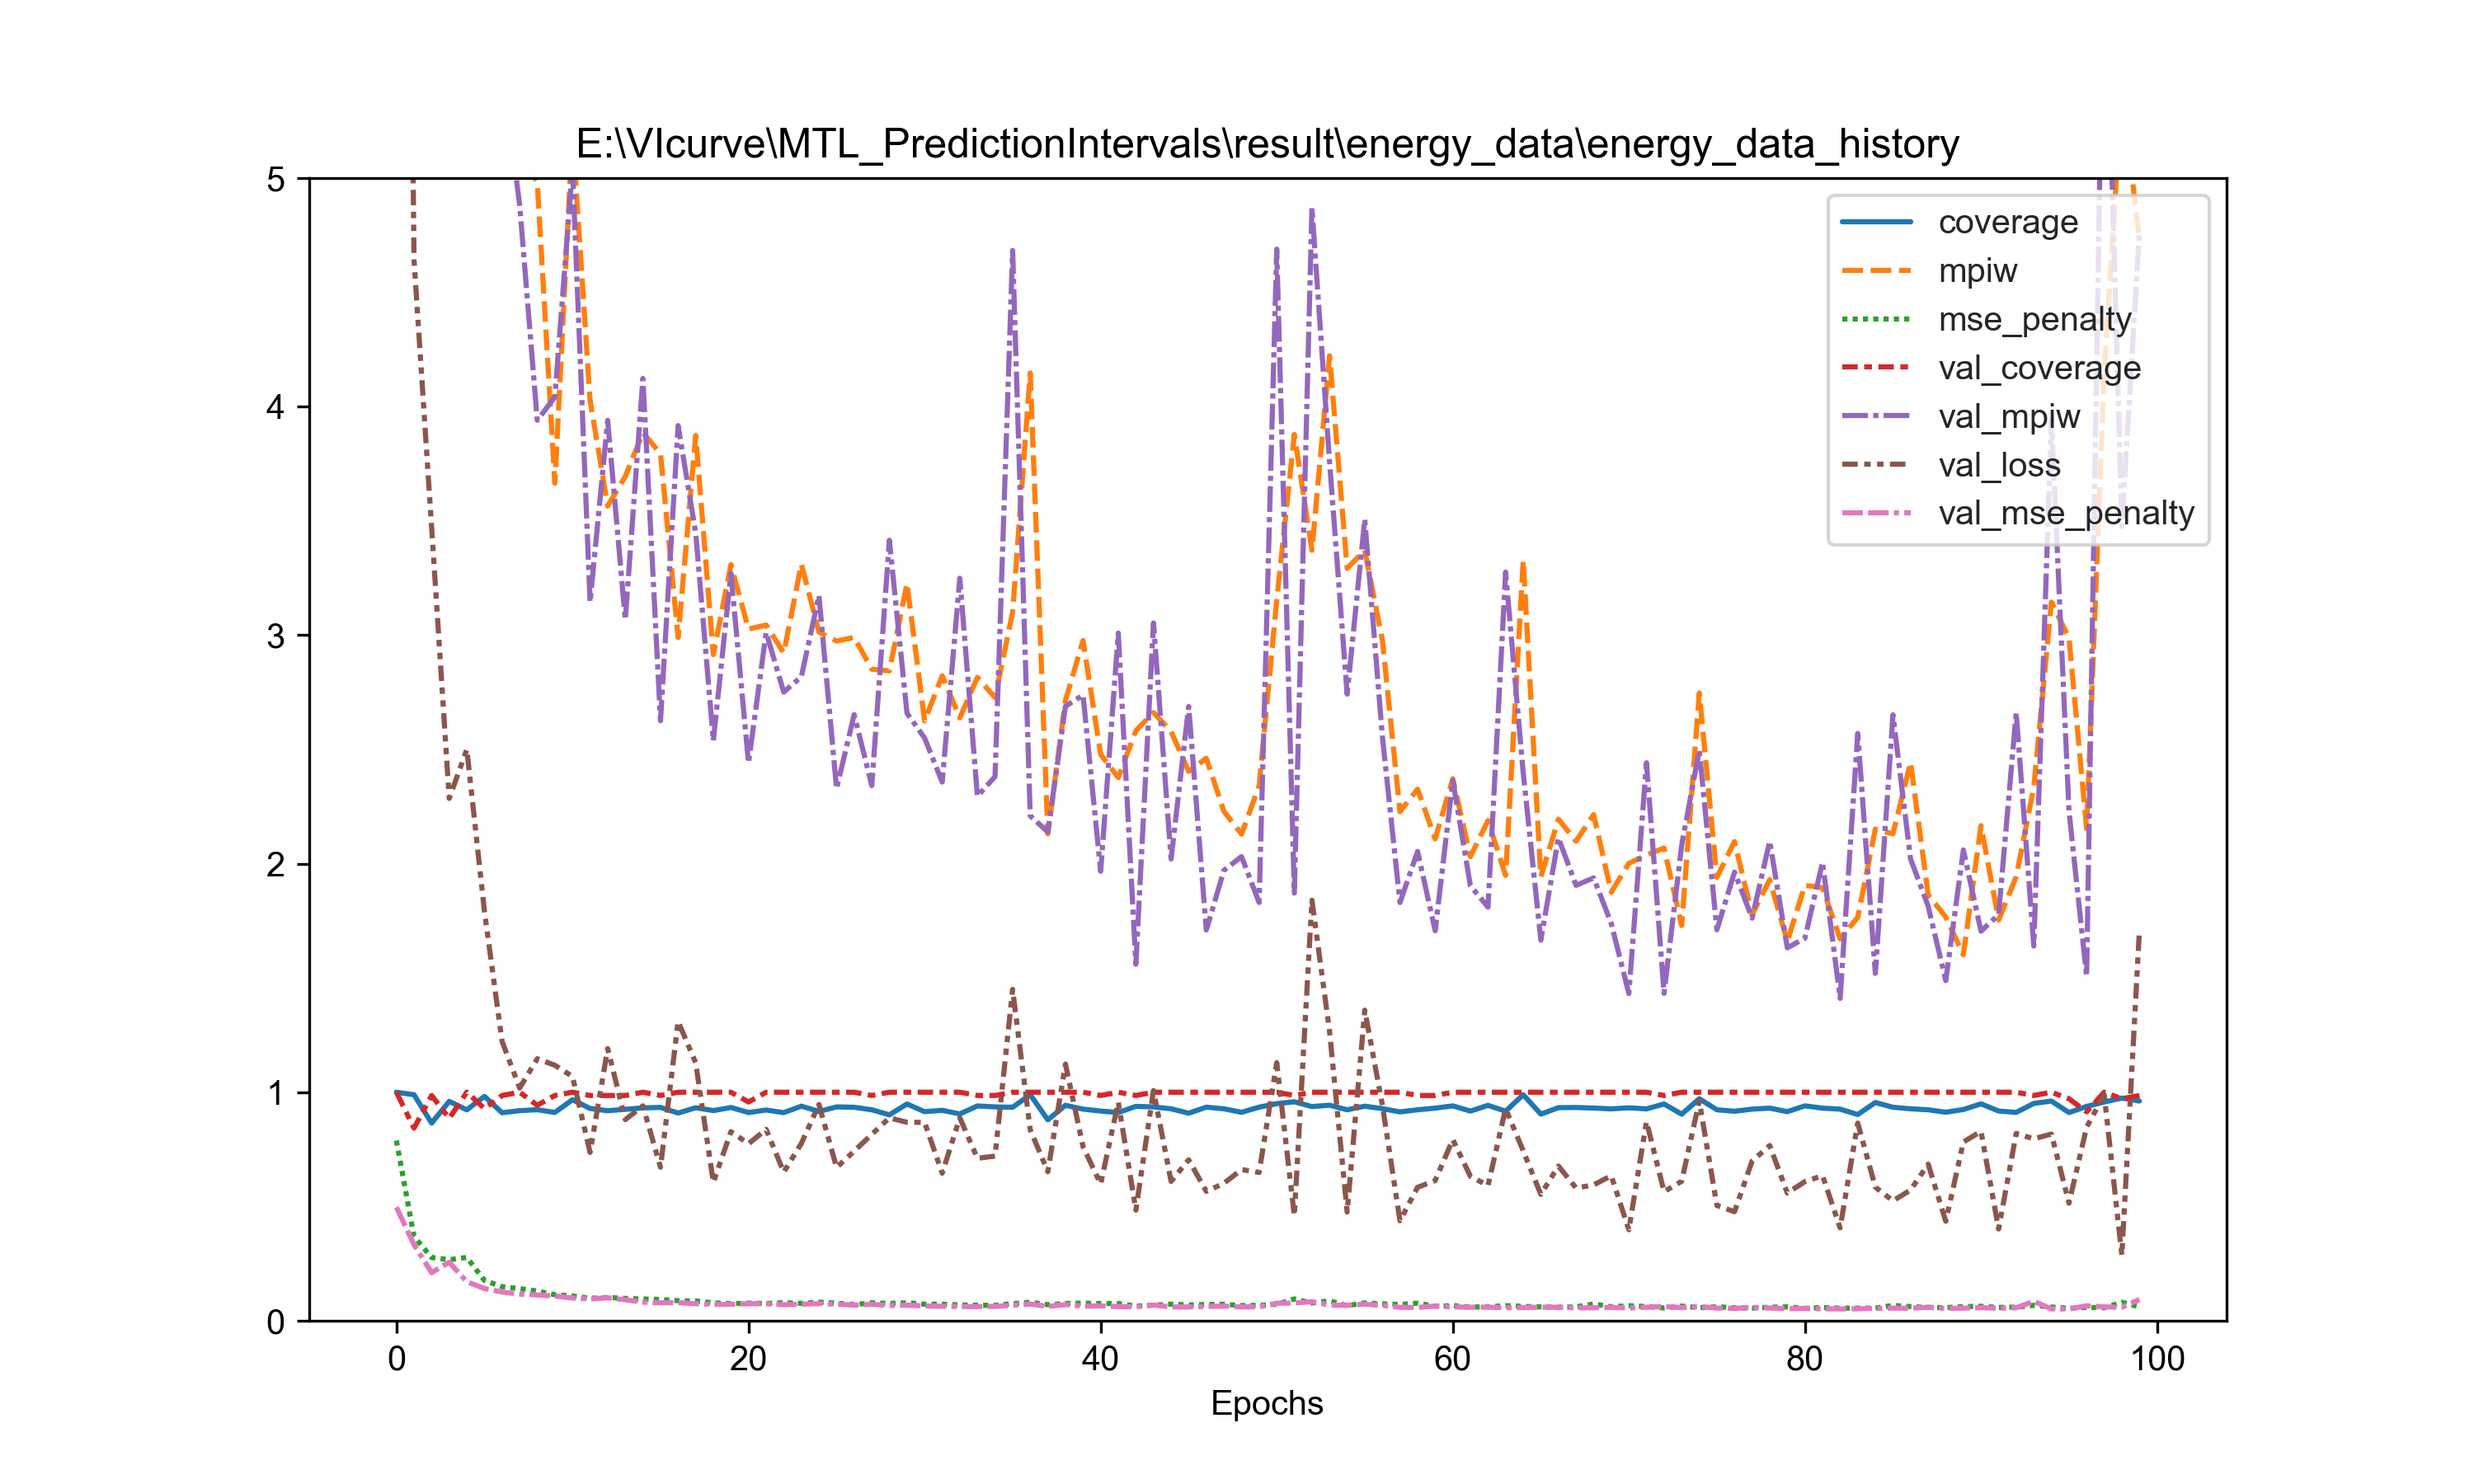 E:\VIcurve\MTL_PredictionIntervals\result\energy_data\energy_data_history
5
4
3
2
1
0
coverage
mpiw
mse_penalty
val_coverage
val_mpiw
val_loss
val_mse_penalty
0 20 40 60 80 100
Epochs